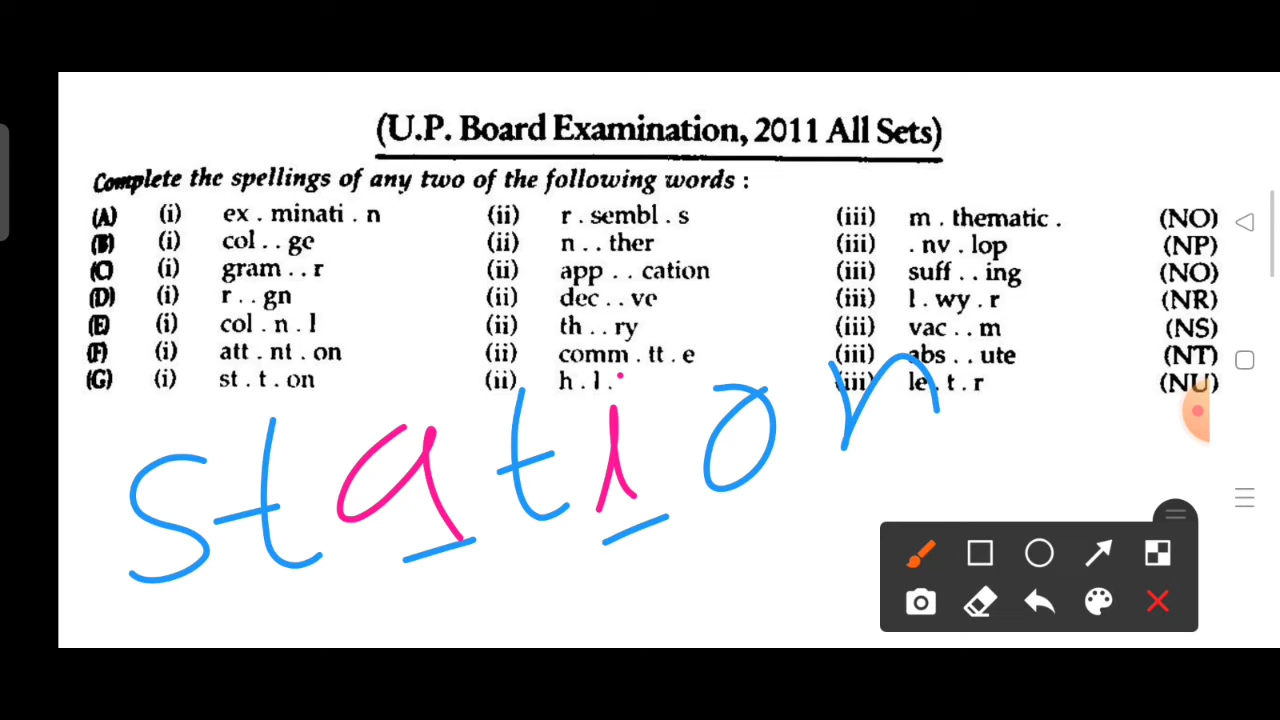 (U.P. Board Examination, 2011 All Sets)
Complete the spellings of any two of the following words :
(A) (i) ex . minati . n (ii) r . sembl . s (iii) m . thematic . (NO)
(B) (i) col . . ge (ii) n . . ther (iii) . nv . lop (NP)
(C) (i) gram . . r (ii) app . . cation (iii) suff . . ing (NO)
(D) (i) r . . gn (ii) dec . . ve (iii) l . wy . r (NR)
(E) (i) col . n . l (ii) th . . ry (iii) vac . . m (NS)
(F) (i) att . nt . on (ii) comm . tt . e (iii) abs . . ute (NT)
(G) (i) st . t . on (ii) h . l . (iii) le . t . r (NU)
station